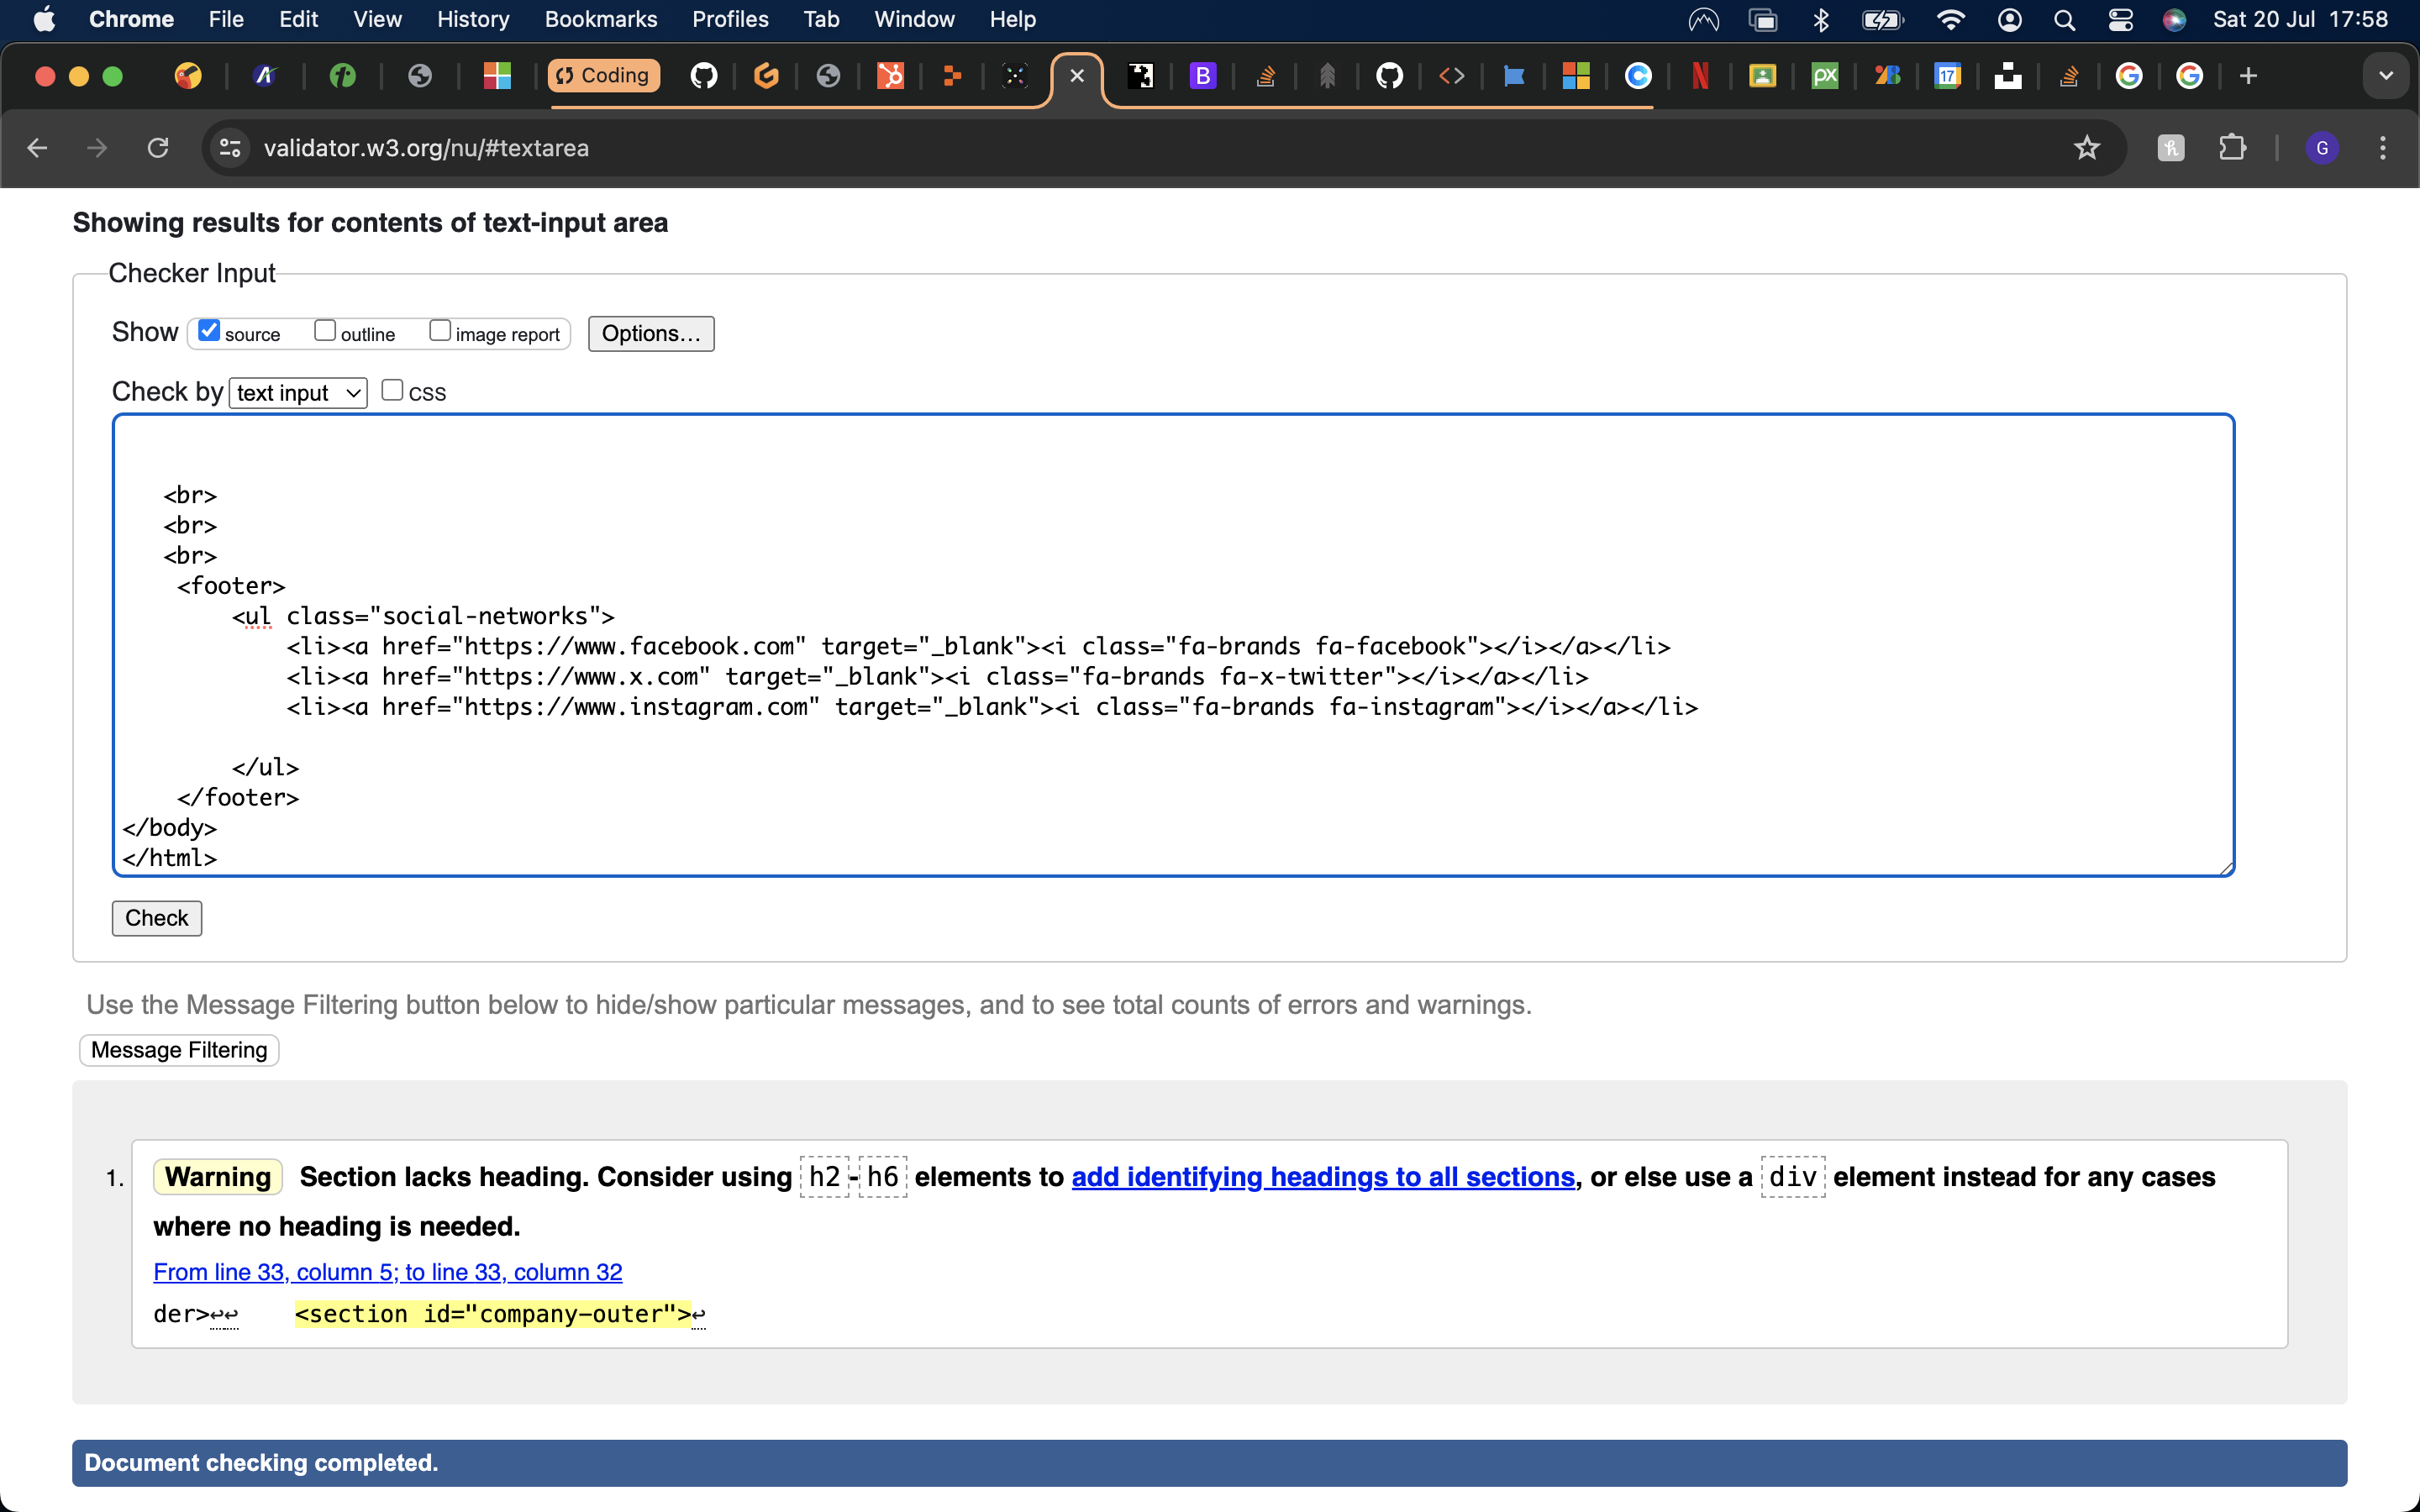 Chrome File Edit View History Bookmarks Profiles Tab Window Help Sat 20 Jul 17:58
Coding B 17
validator.w3.org/nu/#textarea G
Showing results for contents of text-input area
Checker Input
Show source outline image report Options...
Check by text input CSS
<br>
<br>
<br>
<footer>
<ul class="social-networks">
<li><a href="https://www.facebook.com" target="_blank"><i class="fa-brands fa-facebook"></i></a></li>
<li><a href="https://www.x.com" target="_blank"><i class="fa-brands fa-x-twitter"></i></a></li>
<li><a href="https://www.instagram.com" target="_blank"><i class="fa-brands fa-instagram"></i></a></li>
</ul>
</footer>
</body>
</html>
Check
Use the Message Filtering button below to hide/show particular messages, and to see total counts of errors and warnings.
Message Filtering
1. Warning Section lacks heading. Consider using h2-h6 elements to add identifying headings to all sections, or else use a div element instead for any cases
where no heading is needed.
From line 33, column 5; to line 33, column 32
der>↩↩ <section id="company-outer">↩
Document checking completed.